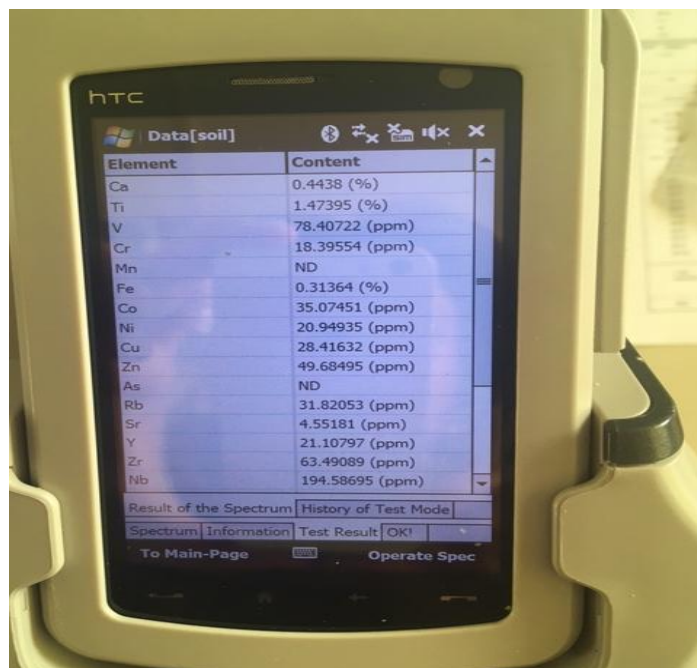 hTC
Data[soil]
Element Content
Ca 0.4438 (%)
Ti 1.47395 (%)
V 78.40722 (ppm)
Cr 18.39554 (ppm)
Mn ND
Fe 0.31364 (%)
Co 35.07451 (ppm)
Ni 20.94935 (ppm)
Cu 28.41632 (ppm)
Zn 49.68495 (ppm)
As ND
Rb 31.82053 (ppm)
Sr 4.55181 (ppm)
Y 21.10797 (ppm)
Zr 63.49089 (ppm)
Nb 194.58695 (ppm)
Result of the Spectrum History of Test Mode
Spectrum Information Test Result OK!
To Main-Page Operate Spec